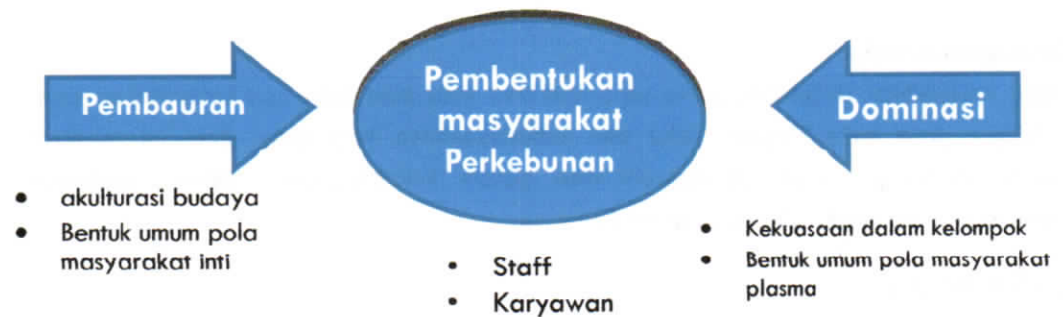 Pembauran
• akulturasi budaya
• Bentuk umum pola
masyarakat inti
Pembentukan
masyarakat
Perkebunan
• Staff
• Karyawan
Dominasi
• Kekuasaan dalam kelompok
• Bentuk umum pola masyarakat
plasma